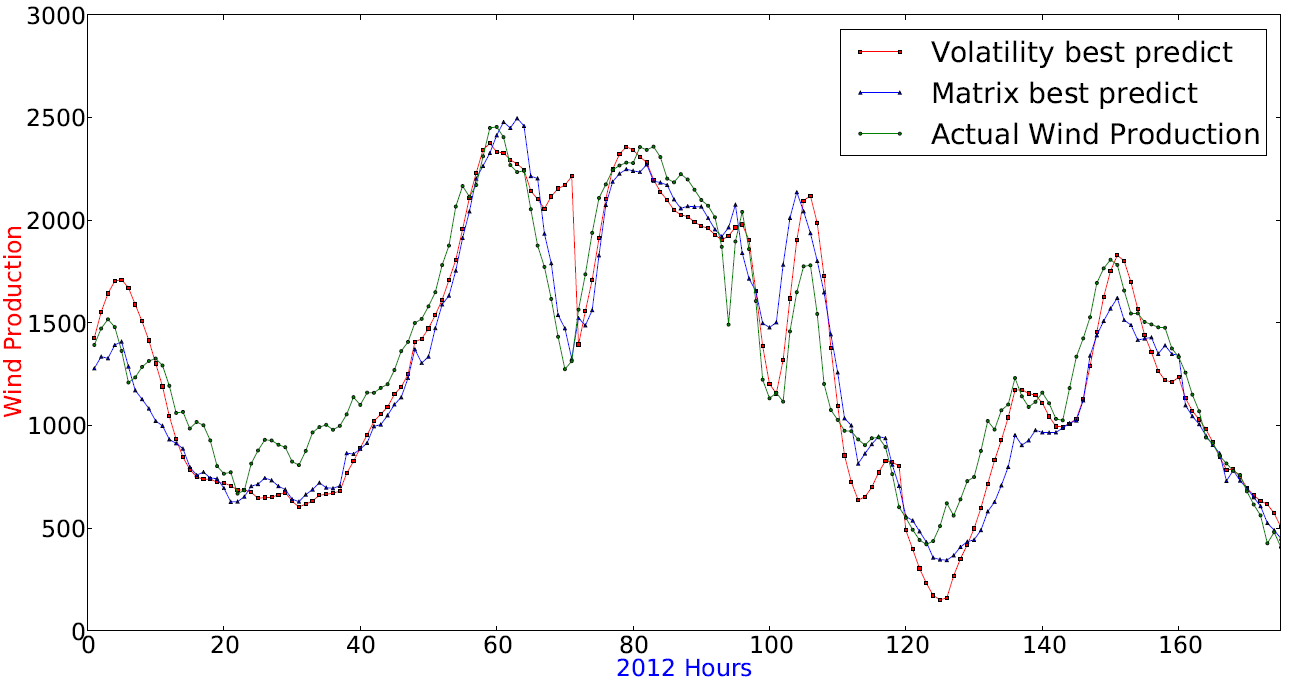 3000
2500
2000
1500
1000
500
0
Wind Production
0 20 40 60 80 100 120 140 160
2012 Hours
Volatility best predict
Matrix best predict
Actual Wind Production